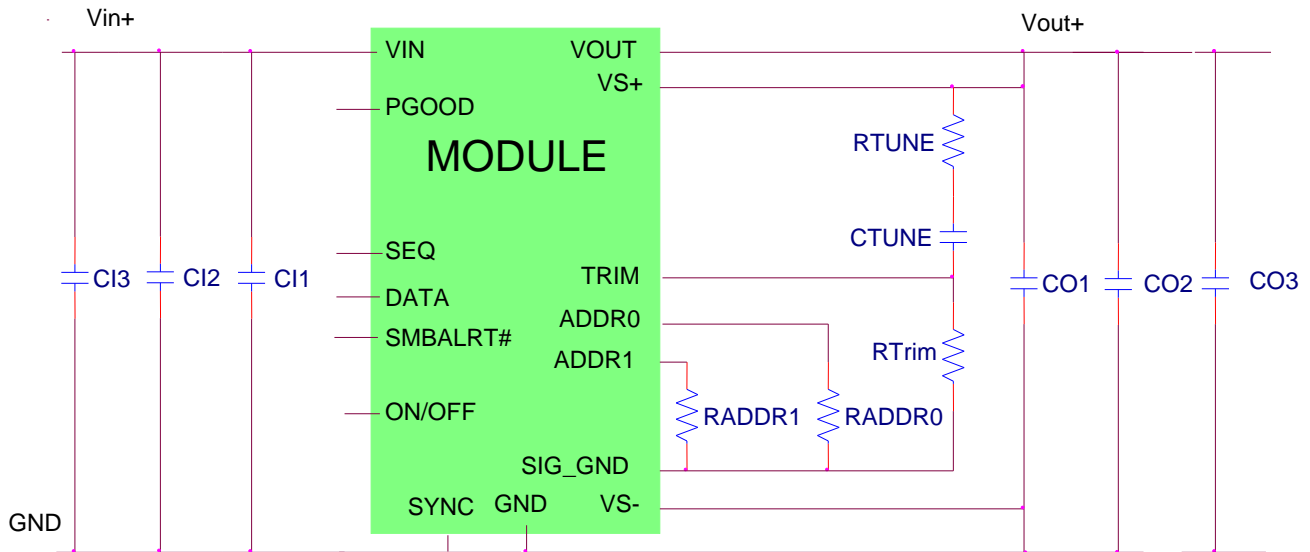 Vin+
Vout+
VIN
VOUT
VS+
PGOOD
MODULE
RTUNE
CTUNE
SEQ
TRIM
CI3
CI2
CI1
CO1
CO2
CO3
DATA
ADDR0
SMBALRT#
ADDR1
RTrim
ON/OFF
RADDR1
RADDR0
SIG_GND
SYNC
GND
VS-
GND